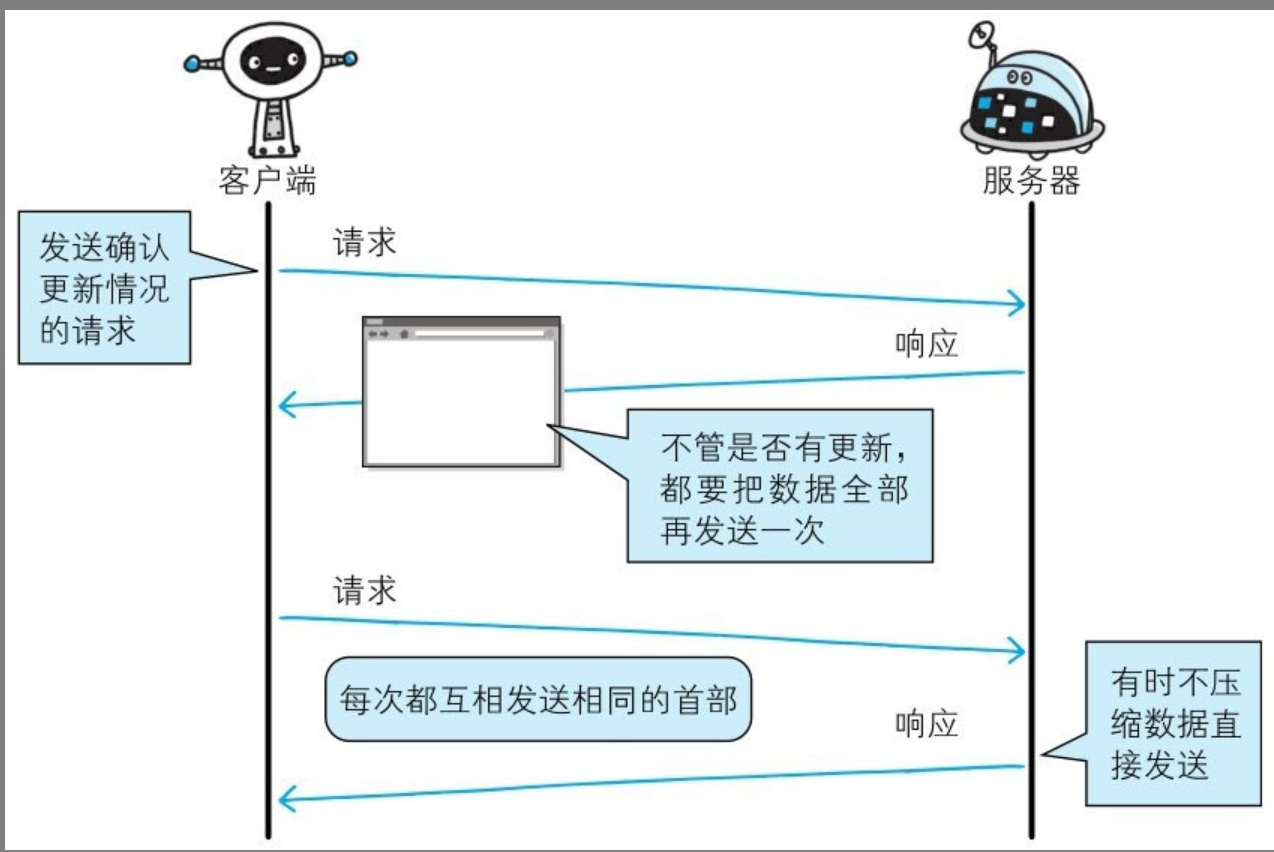 客户端
服务器
发送确认
更新情况
的请求
请求
响应
不管是否有更新，
都要把数据全部
再发送一次
请求
每次都互相发送相同的首部
响应
有时不压
缩数据直
接发送